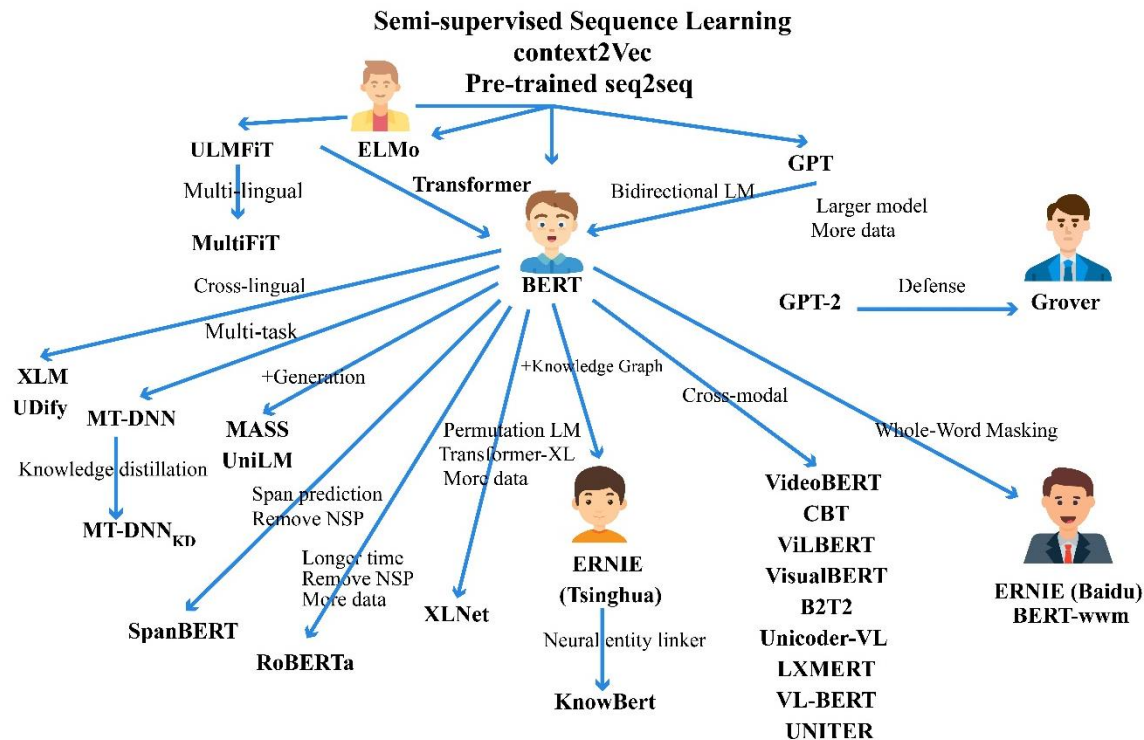 Semi-supervised Sequence Learning
context2Vec
Pre-trained seq2seq
ULMFiT
ELMo
GPT
Multi-lingual
Transformer
Bidirectional LM
Larger model
More data
MultiFiT
Cross-lingual
BERT
GPT-2
Defense
Grover
Multi-task
+Generation
+Knowledge Graph
Cross-modal
XLM
UDify
MT-DNN
MASS
UniLM
Permutation LM
Transformer-XL
More data
Whole-Word Masking
Knowledge distillation
Span prediction
Remove NSP
MT-DNN KD
Longer time
Remove NSP
More data
SpanBERT
RoBERTa
XLNet
ERNIE
(Tsinghua)
Neural entity linker
KnowBert
VideoBERT
CBT
ViLBERT
VisualBERT
B2T2
Unicoder-VL
LXMERT
VL-BERT
UNITER
ERNIE (Baidu)
BERT-wwm